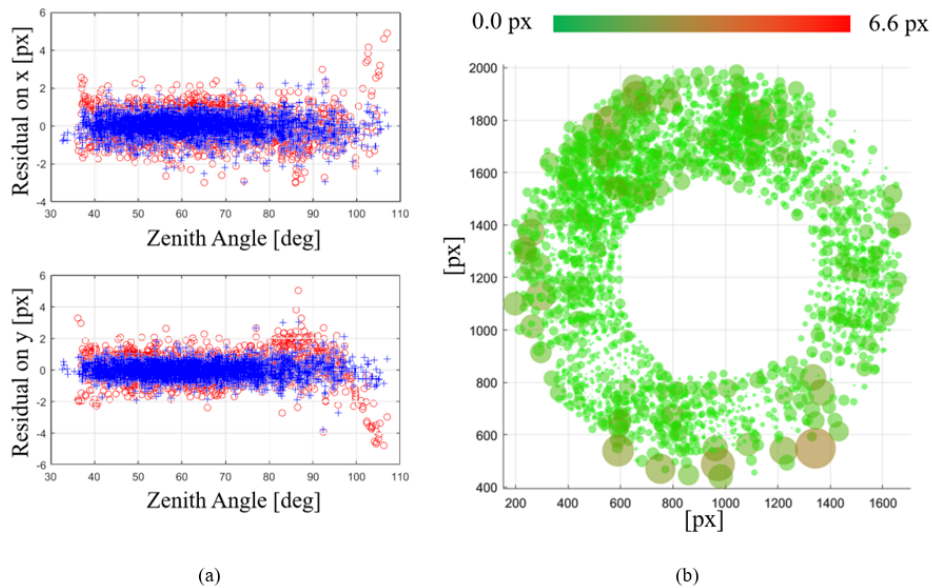 Residual on x [px]
6
4
2
0
-2
-4
30 40 50 60 70 80 90 100 110
Zenith Angle [deg]
Residual on y [px]
6
4
2
0
-2
-4
6
30 40 50 60 70 80 90 100 110
Zenith Angle [deg]
(a)
0.0 px 6.6 px
[px]
2000
1800
1600
1400
1200
1000
800
600
400
200 400 600 800 1000 1200 1400 1600
[px]
(b)